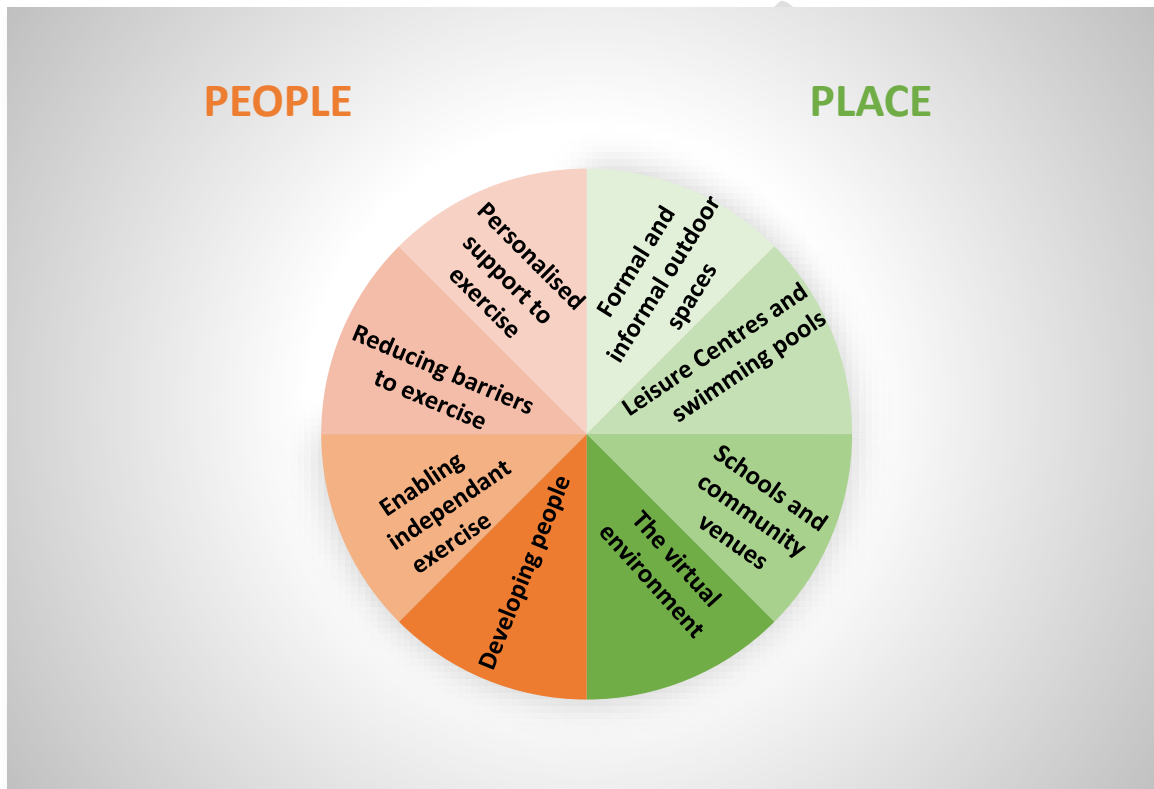 PEOPLE
PLACE
Personalised
support to
exercise
Formal and
informal outdoor
spaces
Reducing barriers
to exercise
Leisure Centres and
swimming pools
Enabling
independant
exercise
Schools and
community
venues
Developing people
The virtual
environment